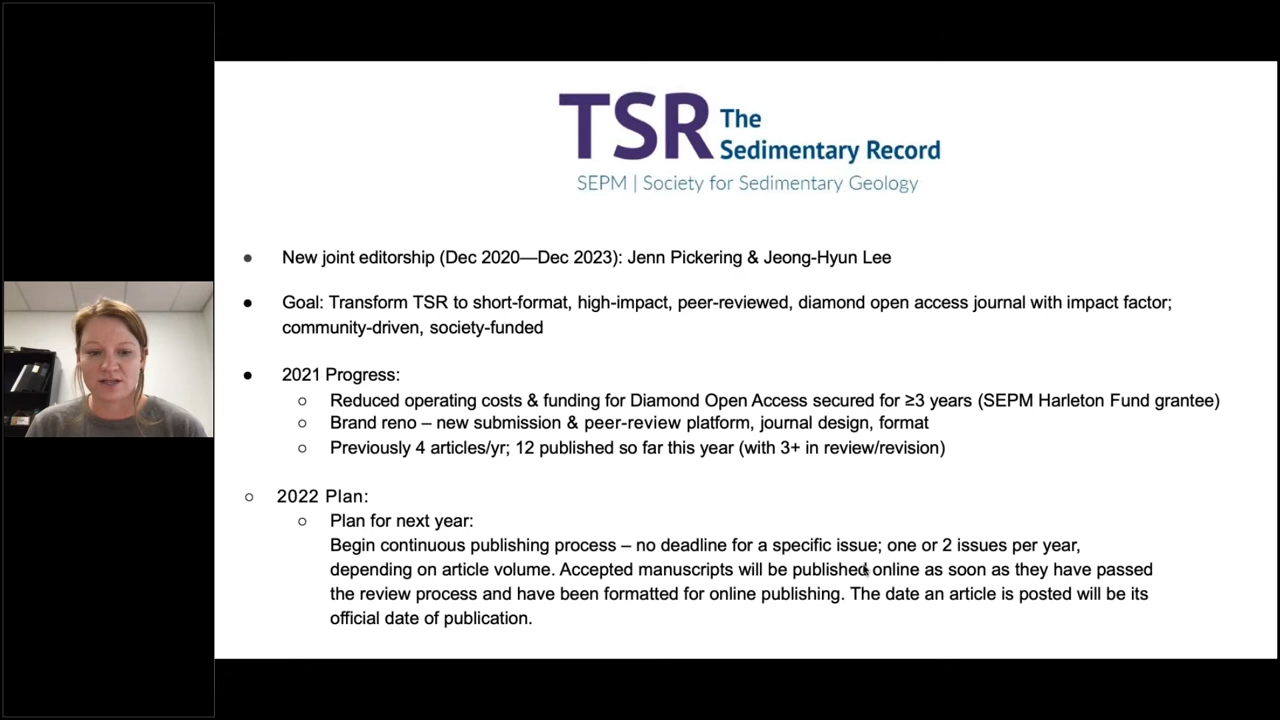 TSR The
Sedimentary Record
SEPM | Society for Sedimentary Geology
● New joint editorship (Dec 2020—Dec 2023): Jenn Pickering & Jeong-Hyun Lee
● Goal: Transform TSR to short-format, high-impact, peer-reviewed, diamond open access journal with impact factor;
community-driven, society-funded
● 2021 Progress:
○ Reduced operating costs & funding for Diamond Open Access secured for ≥3 years (SEPM Harleton Fund grantee)
○ Brand reno – new submission & peer-review platform, journal design, format
○ Previously 4 articles/yr; 12 published so far this year (with 3+ in review/revision)
○ 2022 Plan:
○ Plan for next year:
Begin continuous publishing process – no deadline for a specific issue; one or 2 issues per year,
depending on article volume. Accepted manuscripts will be published online as soon as they have passed
the review process and have been formatted for online publishing. The date an article is posted will be its
official date of publication.